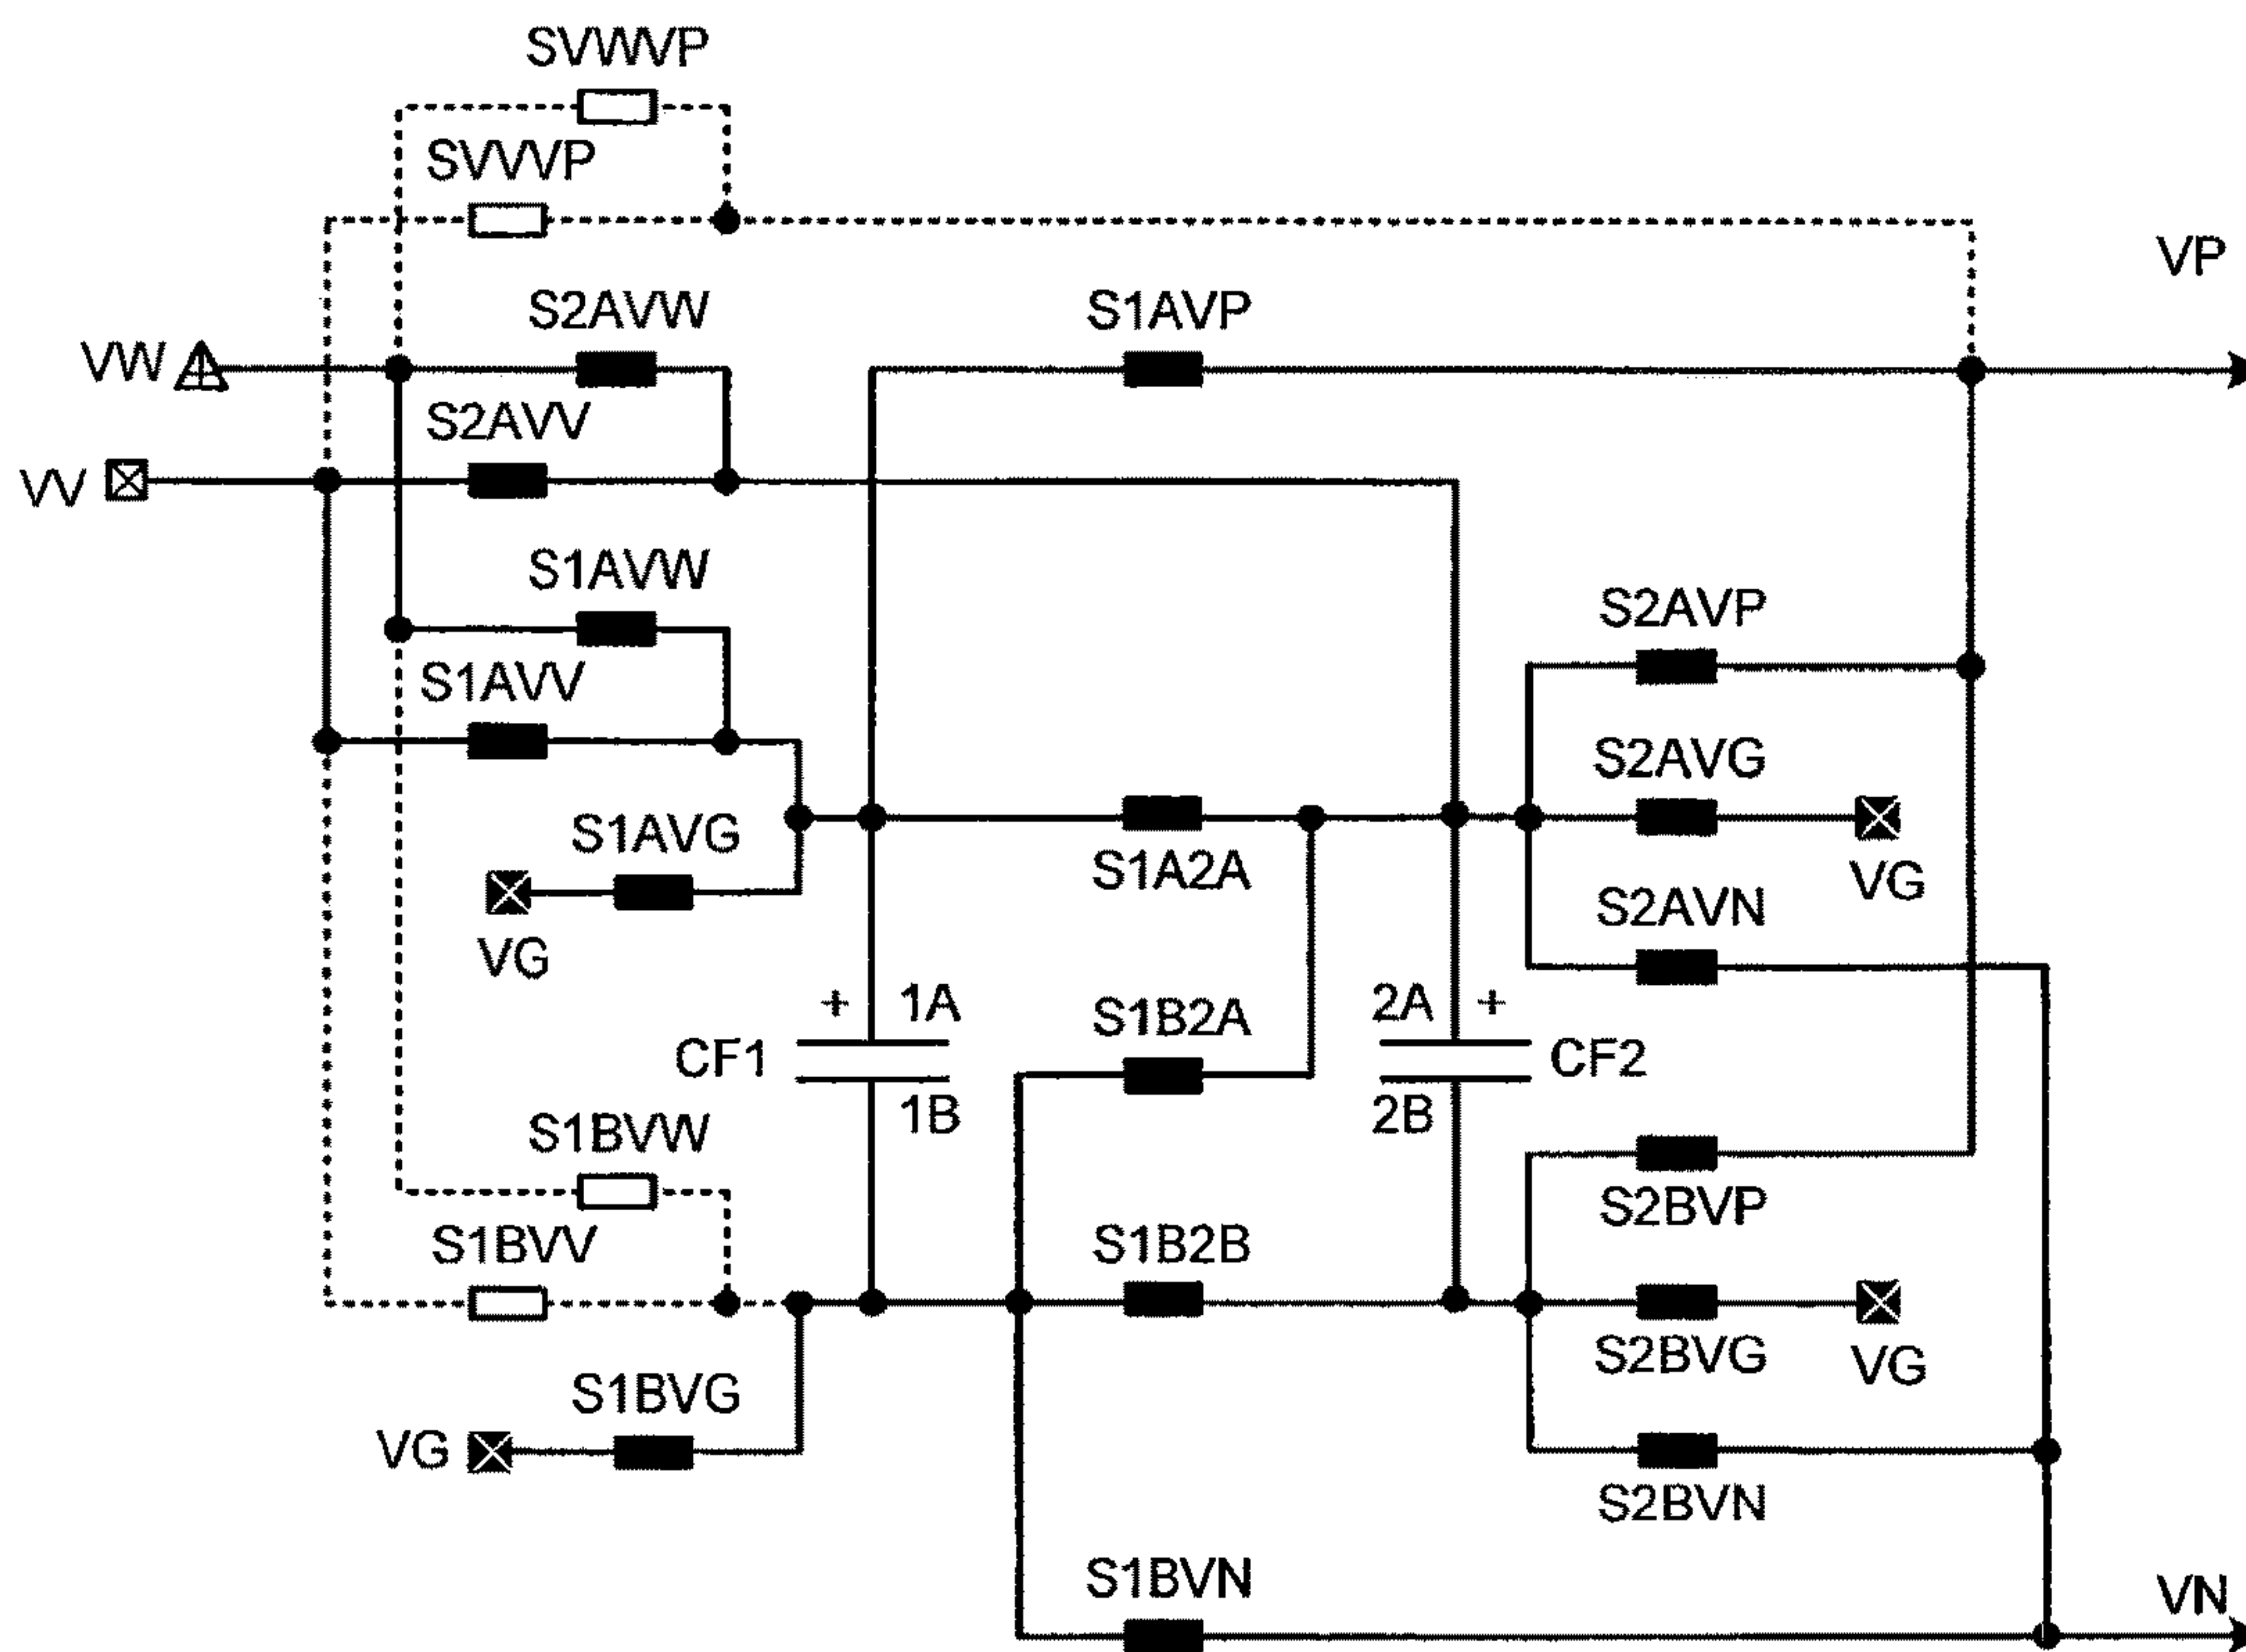 SVWVP
SVVVP
VP
S2AVW
S1AVP
VW
S2AVV
VV
S1AVW
S2AVP
S1AVV
S2AVG
S1AVG
S1A2A
VG
S2AVN
VG
+ 1A
S1B2A
2A +
CF1
CF2
1B
2B
S1BVW
S2BVP
S1BVV
S1B2B
S2BVG
VG
S1BVG
VG
S2BVN
S1BVN
VN